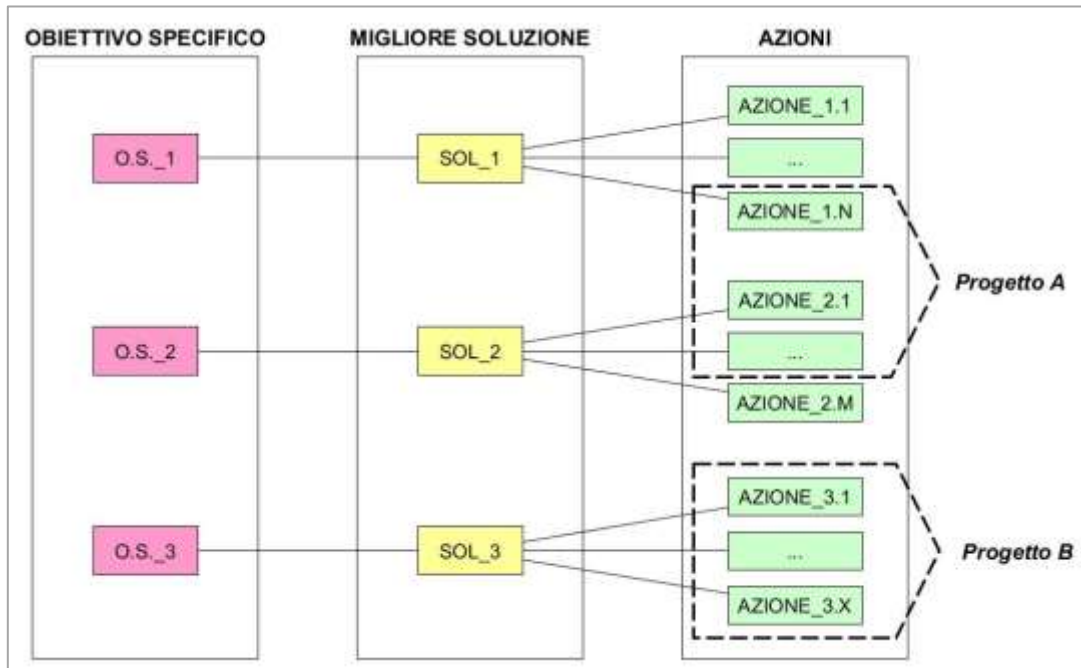 OBIETTIVO SPECIFICO
MIGLIORE SOLUZIONE
AZIONI
O.S._1
SOL_1
AZIONE_1.1
...
AZIONE_1.N
Progetto A
O.S._2
SOL_2
AZIONE_2.1
...
AZIONE_2.M
O.S._3
SOL_3
AZIONE_3.1
...
AZIONE_3.X
Progetto B